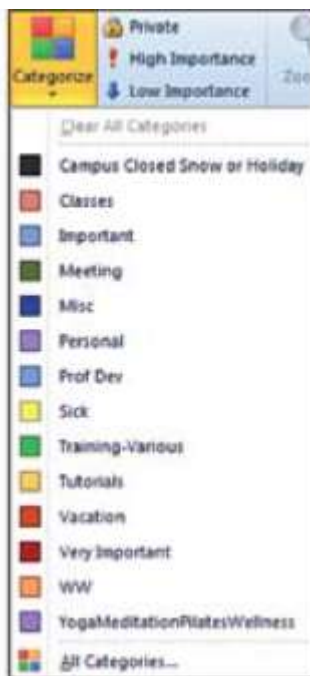 Private
High Importance
Categorize
Low Importance
Clear All Categories
Campus Closed Snow or Holiday
Classes
Important
Meeting
Misc
Personal
Prof Dev
Sick
Training-Various
Tutorials
Vacation
Very Important
WW
YogaMeditationPilatesWellness
All Categories...